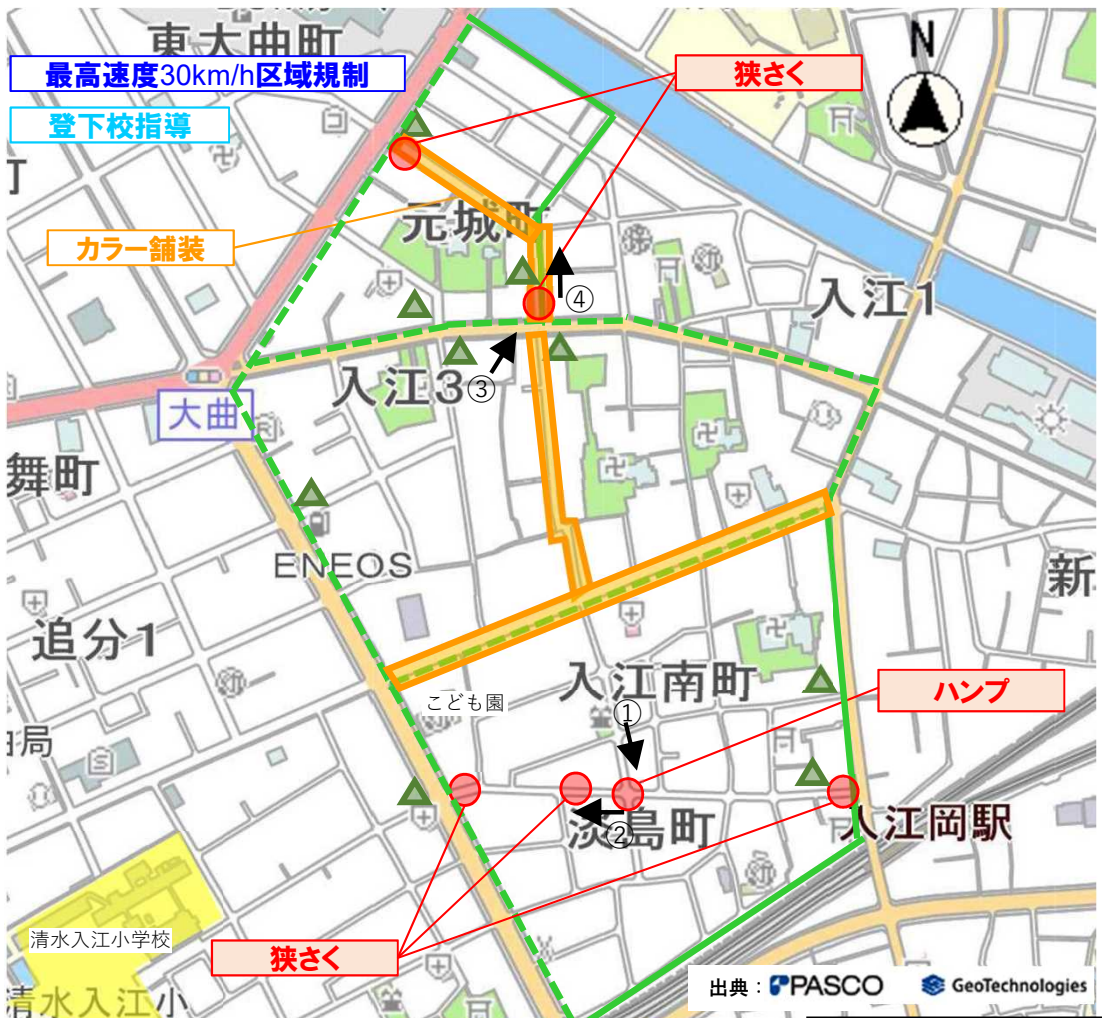 東大曲町
N
最高速度30km/h区域規制
狭さく
登下校指導
元城町
カラー舗装
④
入江1
入江3
③
大曲
舞町
ENEOS
新
追分1
入江南町
こども園
ハンプ
①
淡島町
②
入江岡駅
清水入江小学校
狭さく
清水入江小
出典：PASCO GeoTechnologies